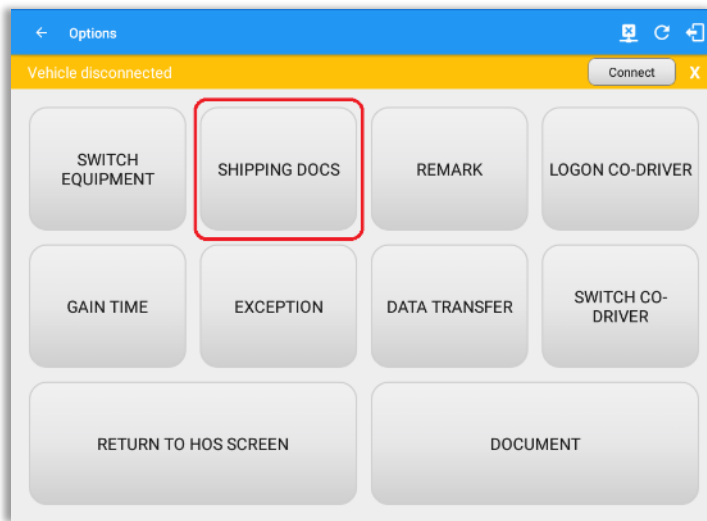 Options
Vehicle disconnected
Connect
X
SWITCH
EQUIPMENT
SHIPPING DOCS
REMARK
LOGON CO-DRIVER
GAIN TIME
EXCEPTION
DATA TRANSFER
SWITCH CO-
DRIVER
RETURN TO HOS SCREEN
DOCUMENT